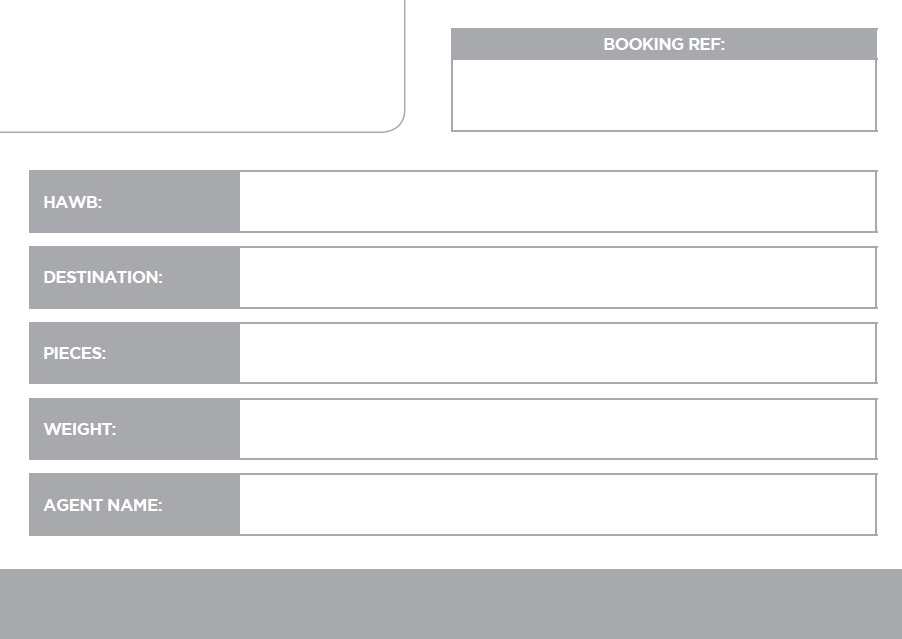 BOOKING REF:
HAWB:
DESTINATION:
PIECES:
WEIGHT:
AGENT NAME: